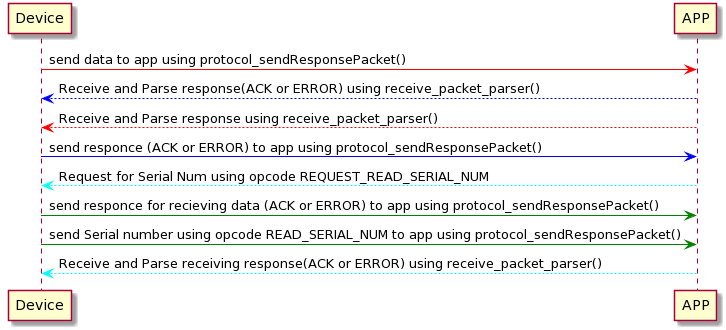 Device APP
send data to app using protocol_sendResponsePacket()
Receive and Parse response(ACK or ERROR) using receive_packet_parser()
Receive and Parse response using receive_packet_parser()
send responce (ACK or ERROR) to app using protocol_sendResponsePacket()
Request for Serial Num using opcode REQUEST_READ_SERIAL_NUM
send responce for recieving data (ACK or ERROR) to app using protocol_sendResponsePacket()
send Serial number using opcode READ_SERIAL_NUM to app using protocol_sendResponsePacket()
Receive and Parse receiving response(ACK or ERROR) using receive_packet_parser()
Device APP